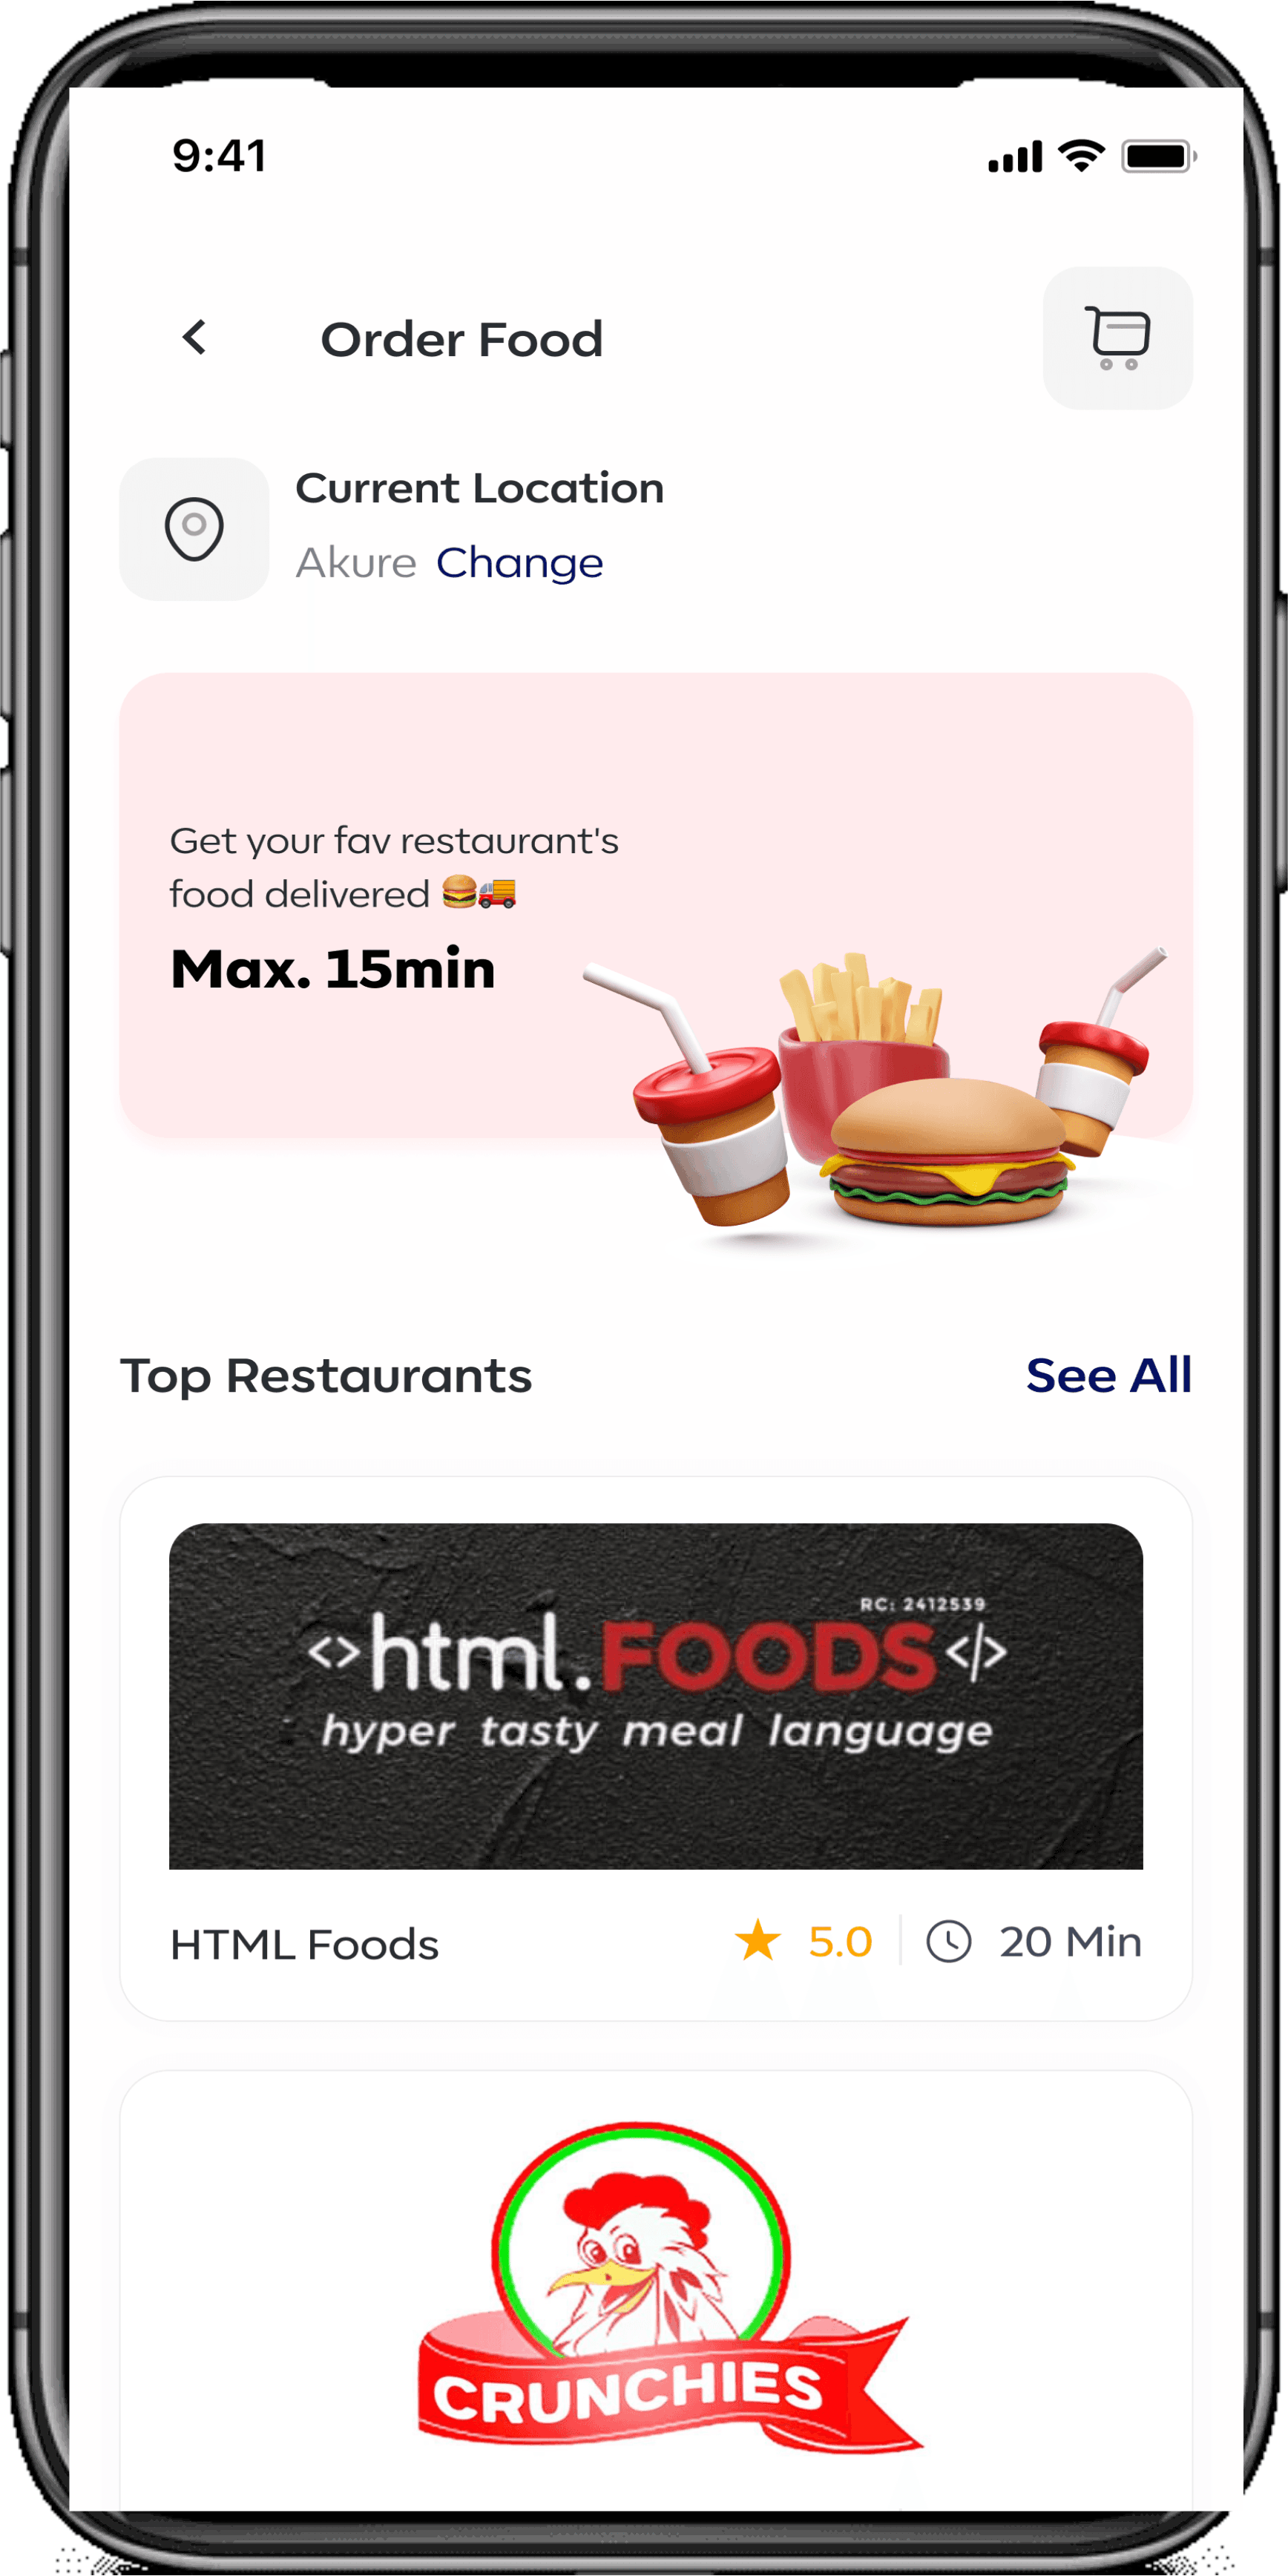 9:41
Order Food
Current Location
Akure Change
Get your fav restaurant's
food delivered 🍔🚚
Max. 15min
Top Restaurants
See All
RC: 2412539
<>html.FOODS</>
hyper tasty meal language
HTML Foods
5.0
20 Min
CRUNCHIES